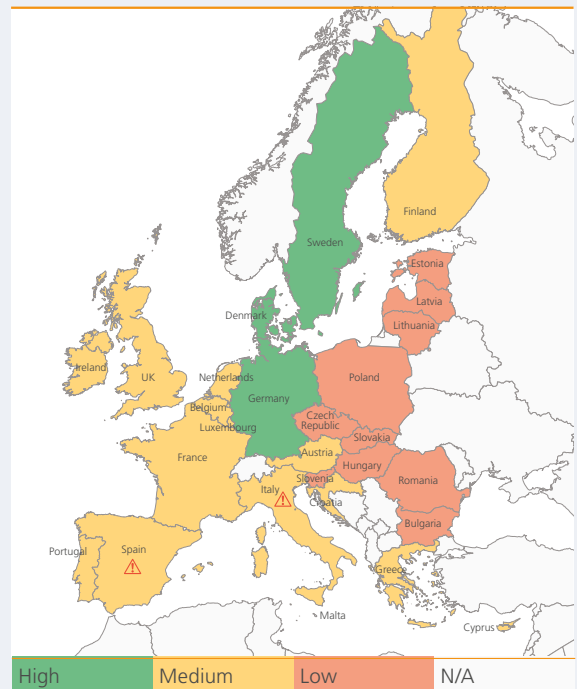 Finland
Sweden
Estonia
Latvia
Denmark
Lithuania
Ireland
UK
Netherlands
Poland
Germany
Belgium
Czech
Republic
Luxembourg
Slovakia
Austria
France
Hungary
Slovenia
Romania
Italy
Croatia
Bulgaria
Portugal
Spain
Greece
Malta
Cyprus
High Medium Low N/A